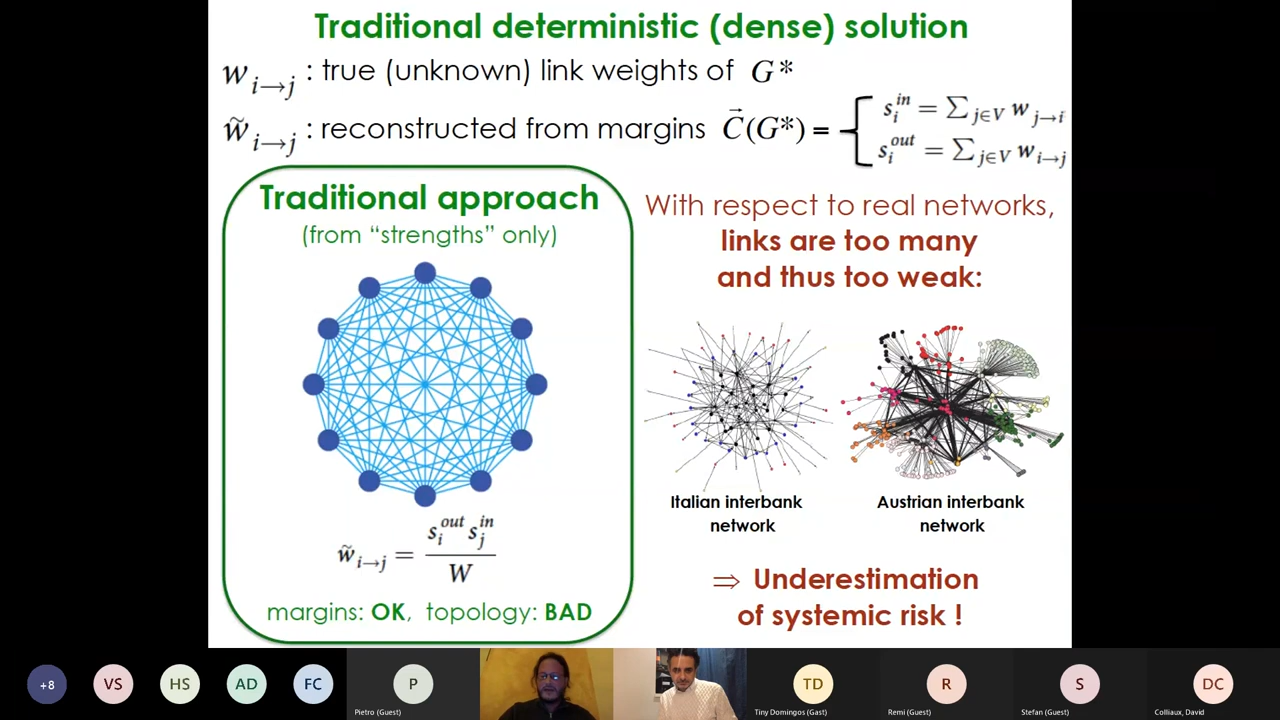 Traditional deterministic (dense) solution
w i→j : true (unknown) link weights of G*
w̃ i→j : reconstructed from margins C⃗(G*) = { s_i^in = ∑_{j∈V} w_{j→i}
s_i^out = ∑_{j∈V} w_{i→j}
Traditional approach
(from “strengths” only)
w̃_{i→j} = s_i^out s_j^in / W
margins: OK, topology: BAD
With respect to real networks,
links are too many
and thus too weak:
Italian interbank
network
Austrian interbank
network
⇒ Underestimation
of systemic risk !
+8
VS
HS
AD
FC
P
Pietro (Guest)
TD
Tiny Domingos (Gast)
R
Remi (Guest)
S
Stefan (Guest)
DC
Colliaux, David